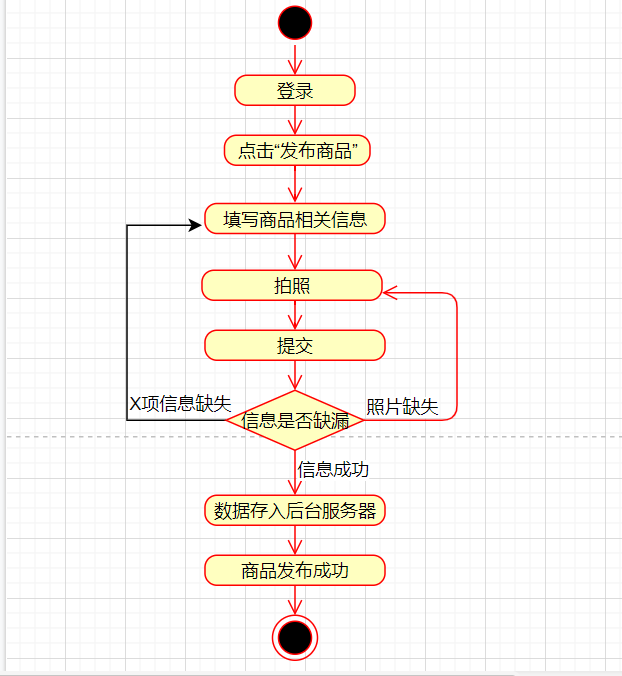 登录
点击“发布商品”
填写商品相关信息
拍照
提交
X项信息缺失
信息是否缺漏
照片缺失
信息成功
数据存入后台服务器
商品发布成功